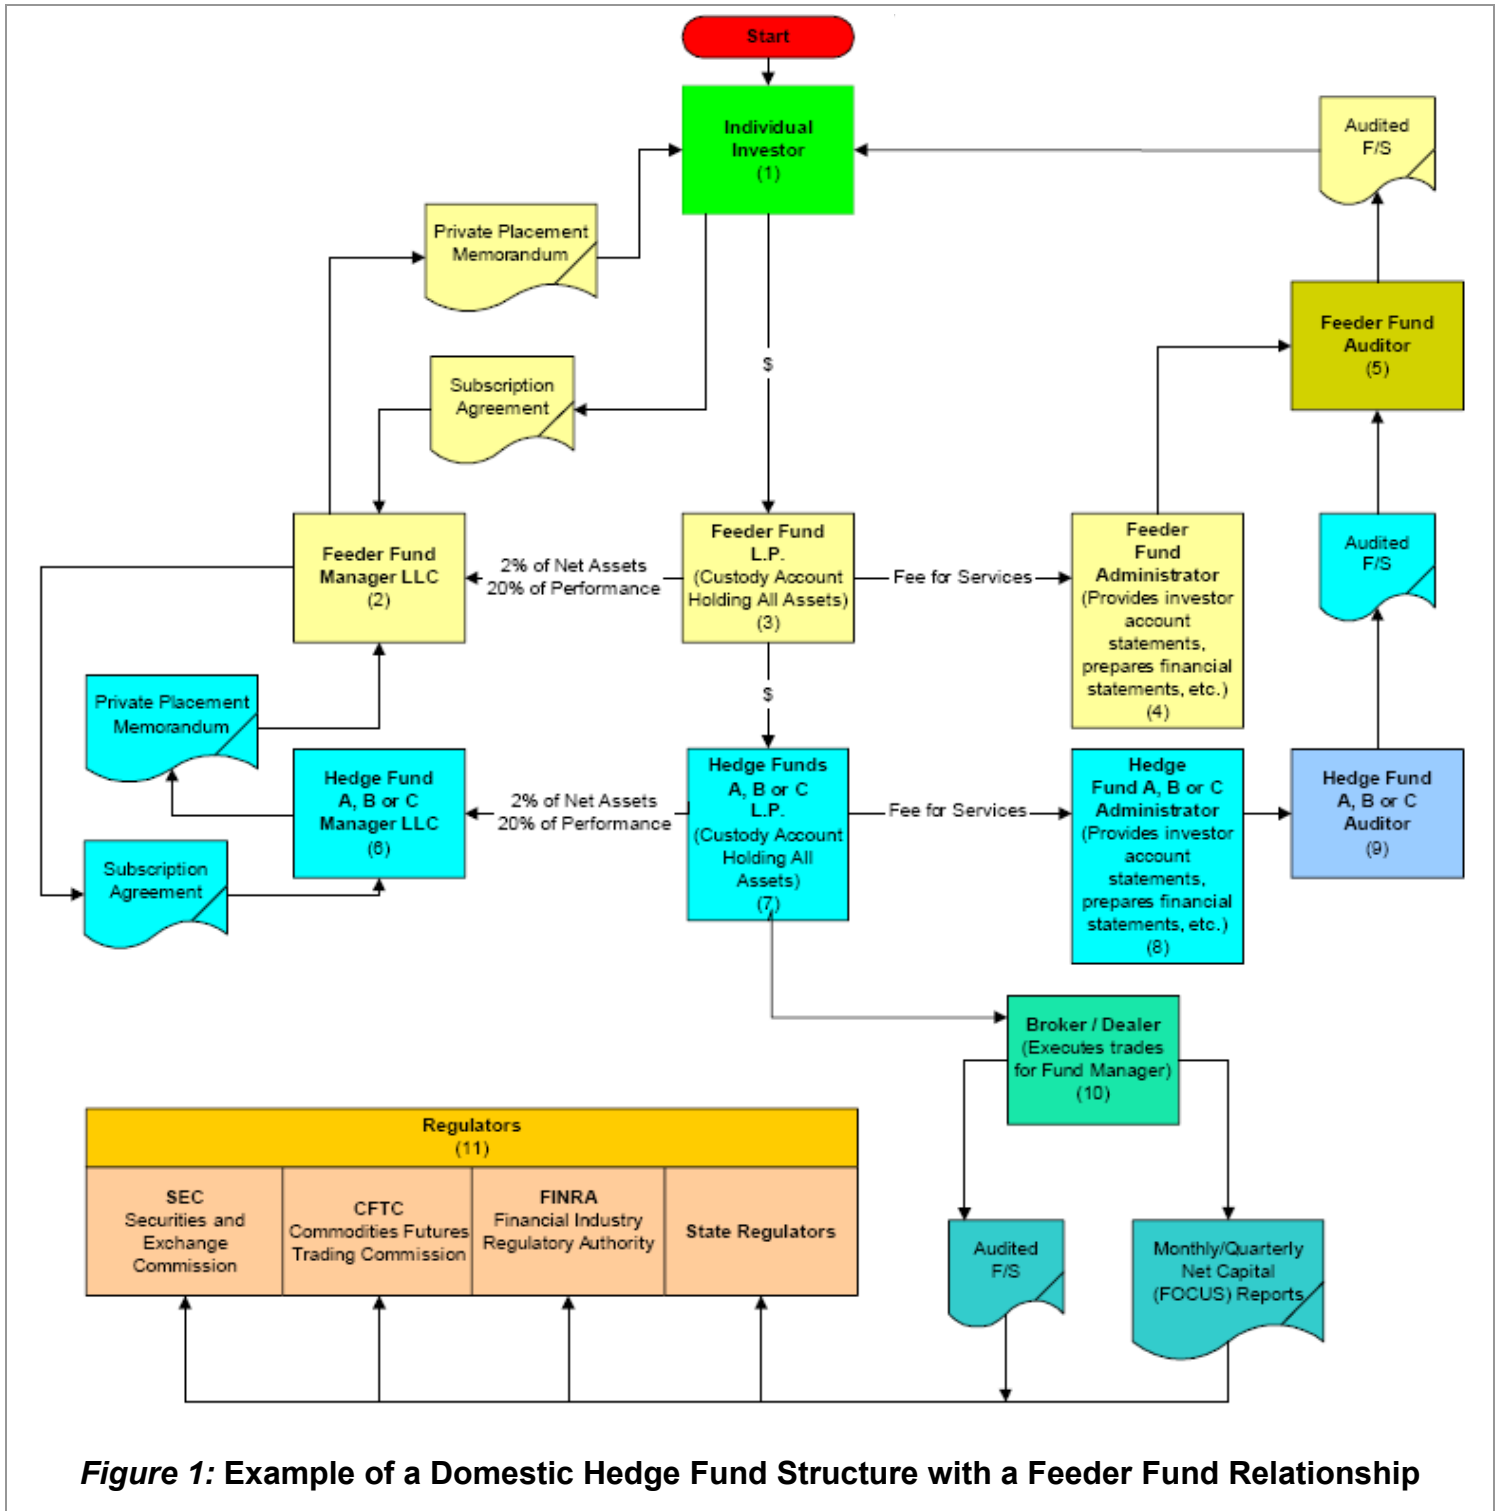 Start
Individual
Investor
(1)
Audited
F/S
Private Placement
Memorandum
Feeder Fund
Auditor
(5)
$
Subscription
Agreement
Feeder Fund
Manager LLC
(2)
2% of Net Assets
20% of Performance
Feeder Fund
L.P.
(Custody Account
Holding All Assets)
(3)
Fee for Services
Feeder
Fund
Administrator
(Provides investor
account
statements,
prepares financial
statements, etc.)
(4)
Audited
F/S
$
Private Placement
Memorandum
Hedge Fund
A, B or C
Manager LLC
(6)
2% of Net Assets
20% of Performance
Hedge Funds
A, B or C
L.P.
(Custody Account
Holding All
Assets)
(7)
Fee for Services
Hedge
Fund A, B or C
Administrator
(Provides investor
account
statements,
prepares financial
statements, etc.)
(8)
Hedge Fund
A, B or C
Auditor
(9)
Subscription
Agreement
Broker / Dealer
(Executes trades
for Fund Manager)
(10)
Regulators
(11)
SEC
Securities and
Exchange
Commission
CFTC
Commodities Futures
Trading Commission
FINRA
Financial Industry
Regulatory Authority
State Regulators
Audited
F/S
Monthly/Quarterly
Net Capital
(FOCUS) Reports
Figure 1: Example of a Domestic Hedge Fund Structure with a Feeder Fund Relationship